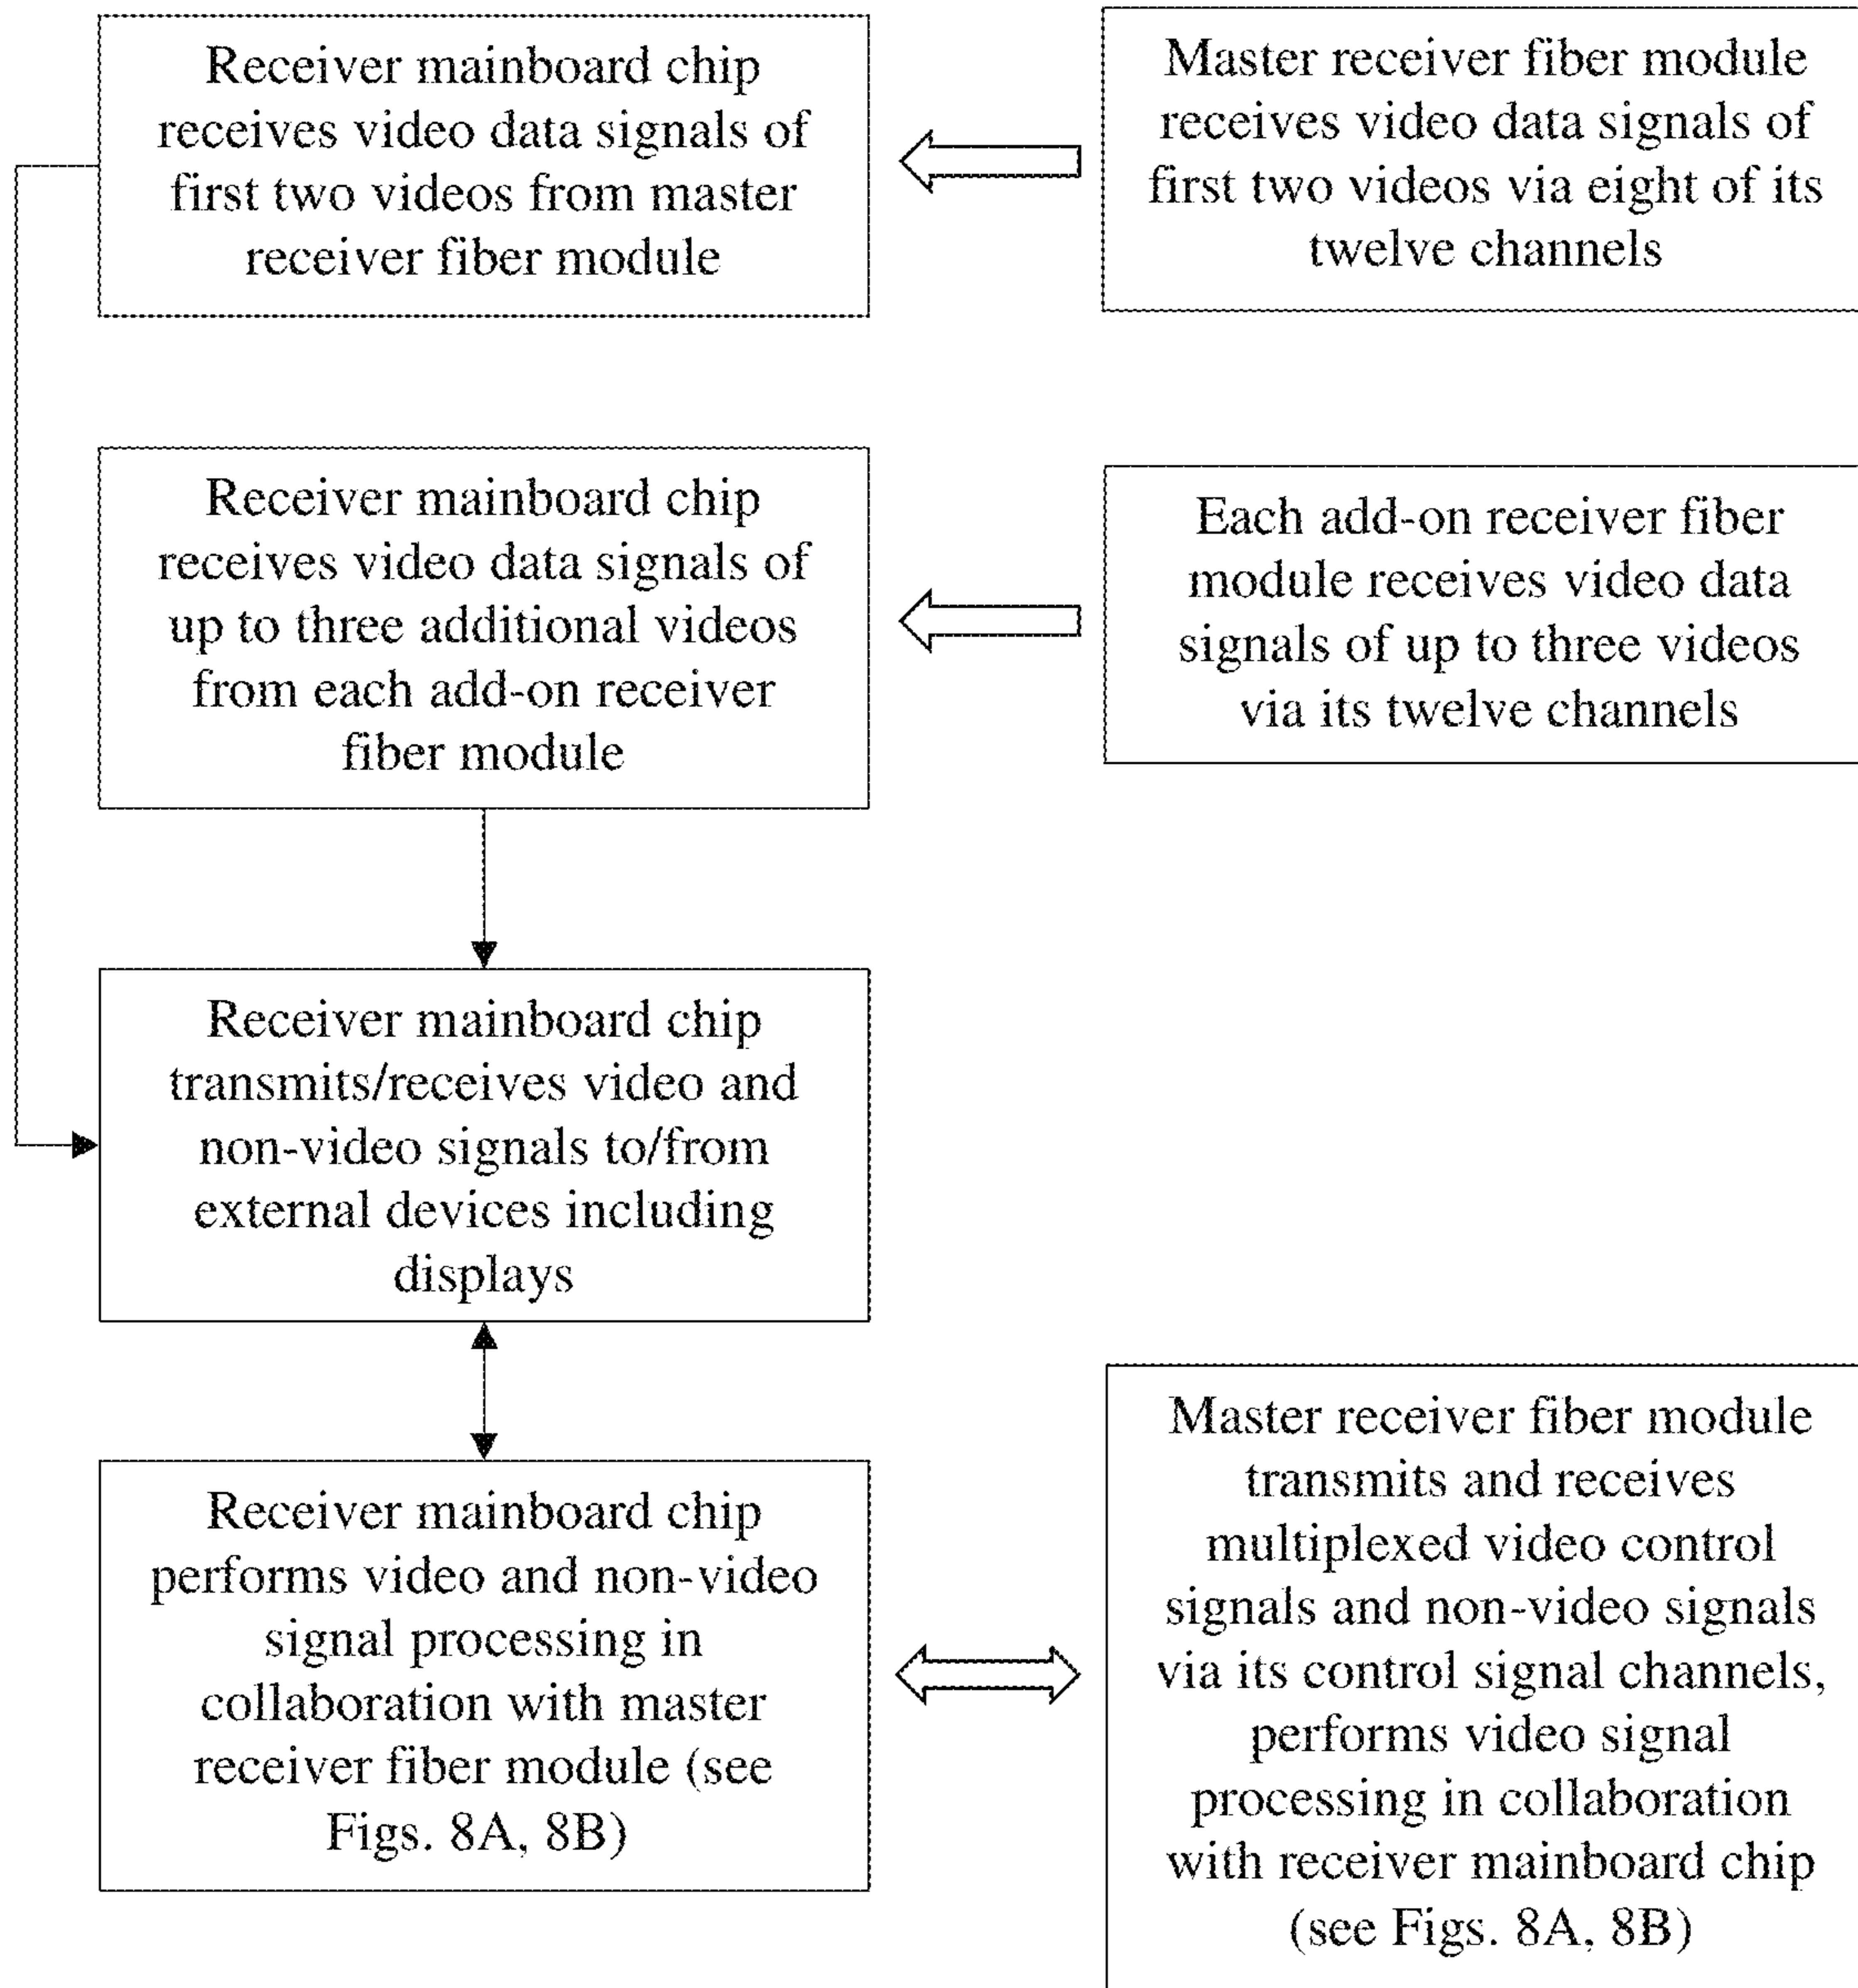 Receiver mainboard chip
receives video data signals of
first two videos from master
receiver fiber module
Master receiver fiber module
receives video data signals of
first two videos via eight of its
twelve channels
Receiver mainboard chip
receives video data signals of
up to three additional videos
from each add-on receiver
fiber module
Each add-on receiver fiber
module receives video data
signals of up to three videos
via its twelve channels
Receiver mainboard chip
transmits/receives video and
non-video signals to/from
external devices including
displays
Receiver mainboard chip
performs video and non-video
signal processing in
collaboration with master
receiver fiber module (see
Figs. 8A, 8B)
Master receiver fiber module
transmits and receives
multiplexed video control
signals and non-video signals
via its control signal channels,
performs video signal
processing in collaboration
with receiver mainboard chip
(see Figs. 8A, 8B)